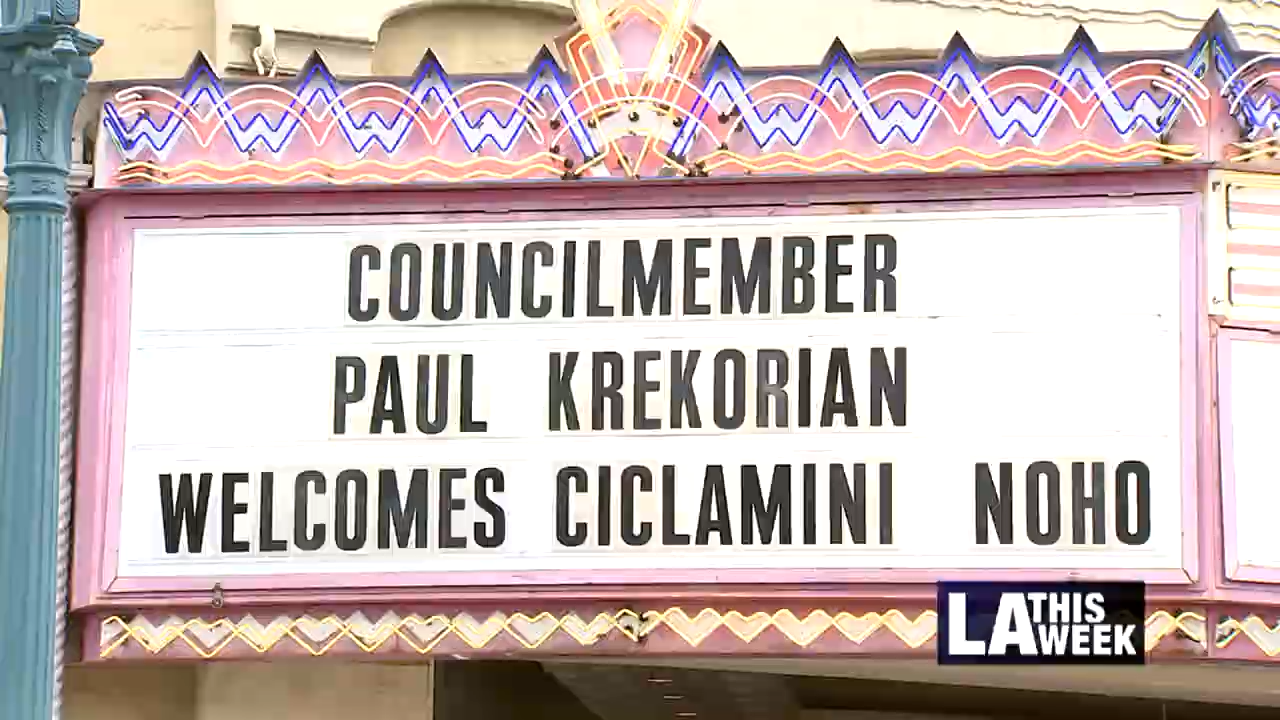 COUNCILMEMBER
PAUL KREKORIAN
WELCOMES CICLAMINI NOHO
LA THIS WEEK